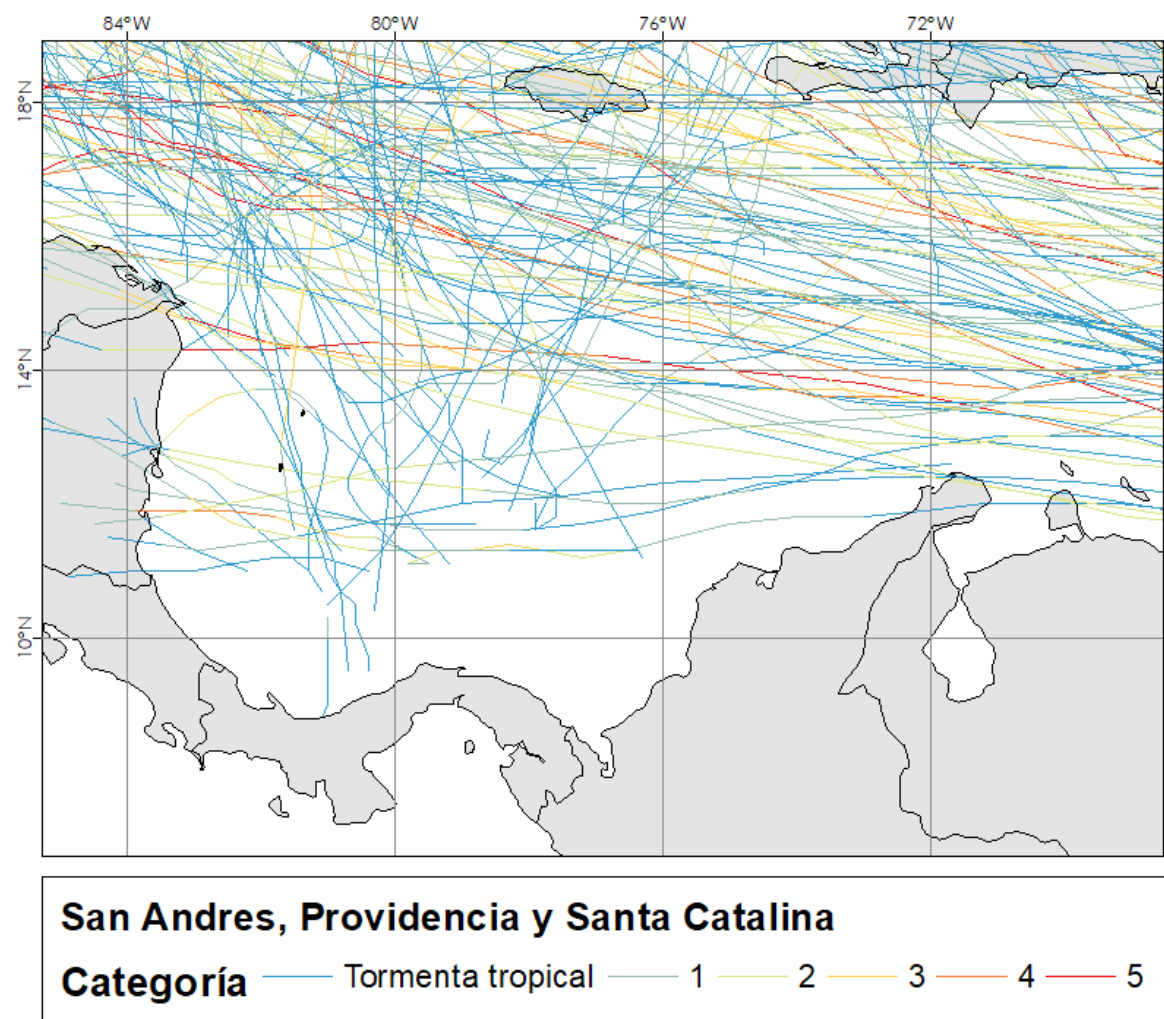 84°W 80°W 76°W 72°W
18°N
14°N
10°N
San Andres, Providencia y Santa Catalina
Categoría Tormenta tropical 1 2 3 4 5